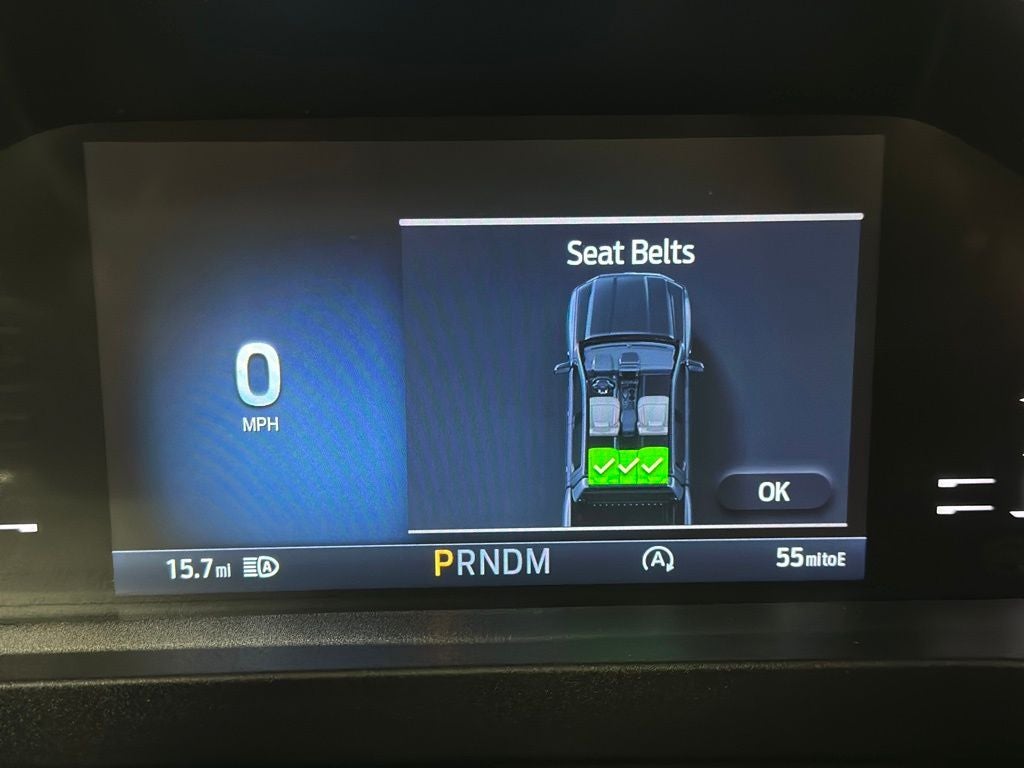 Seat Belts
0
MPH
OK
15.7mi A PRNDM A 55mitoE